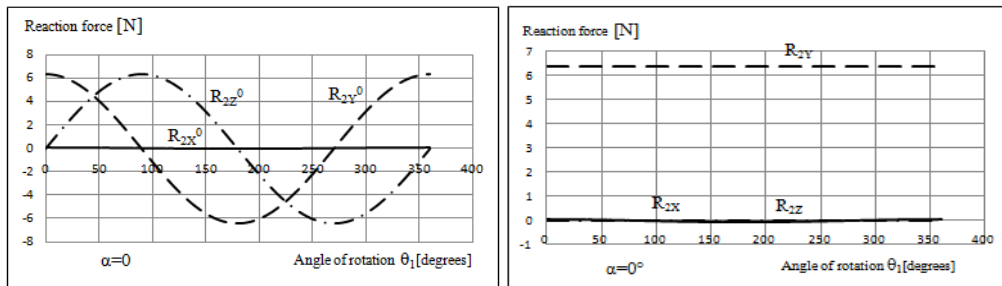 Reaction force [N]
8
6
4
2
0
-2
-4
-6
-8
0 50 100 150 200 250 300 350 400
R2Z⁰
R2Y⁰
R2X⁰
α=0
Angle of rotation θ₁[degrees]
Reaction force [N]
7
6
5
4
3
2
1
0
-1
0 50 100 150 200 250 300 350 400
R2Y
R2X
R2Z
α=0°
Angle of rotation θ₁[degrees]